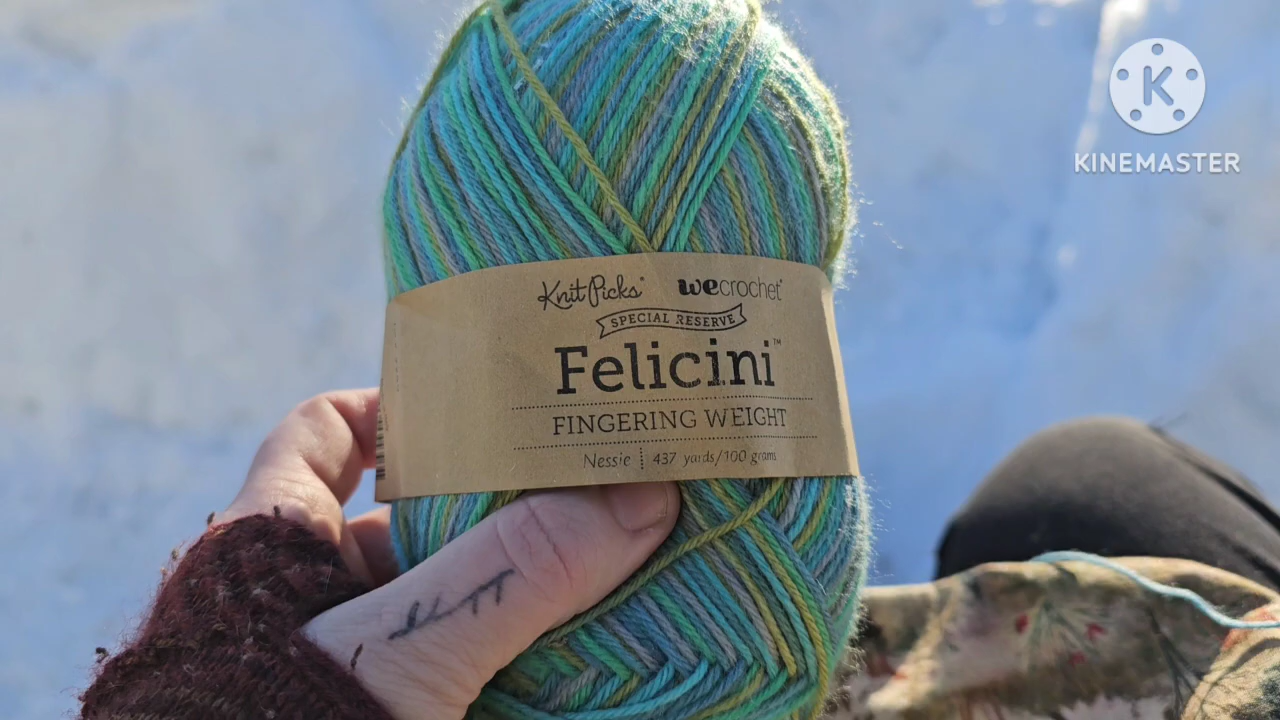 KnitPicks®
wecrochet®
SPECIAL RESERVE
Felicini™
FINGERING WEIGHT
Nessie 437 yards/100 grams
K
KINEMASTER